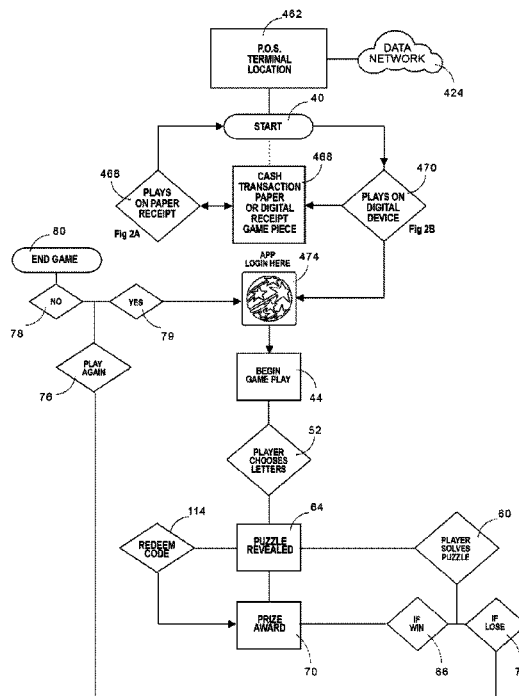 462
P.O.S.
TERMINAL
LOCATION
DATA
NETWORK
424
40
START
468
PLAYS
ON PAPER
RECEIPT
Fig 2A
468
CASH
TRANSACTION
PAPER
OR DIGITAL
RECEIPT
GAME PIECE
470
PLAYS ON
DIGITAL
DEVICE
Fig 2B
80
END GAME
APP
LOGIN HERE
474
NO
YES
78
79
PLAY
AGAIN
76
BEGIN
GAME PLAY
44
52
PLAYER
CHOOSES
LETTERS
114
REDEEM
CODE
64
PUZZLE
REVEALED
60
PLAYER
SOLVES
PUZZLE
PRIZE
AWARD
70
IF
WIN
66
IF
LOSE